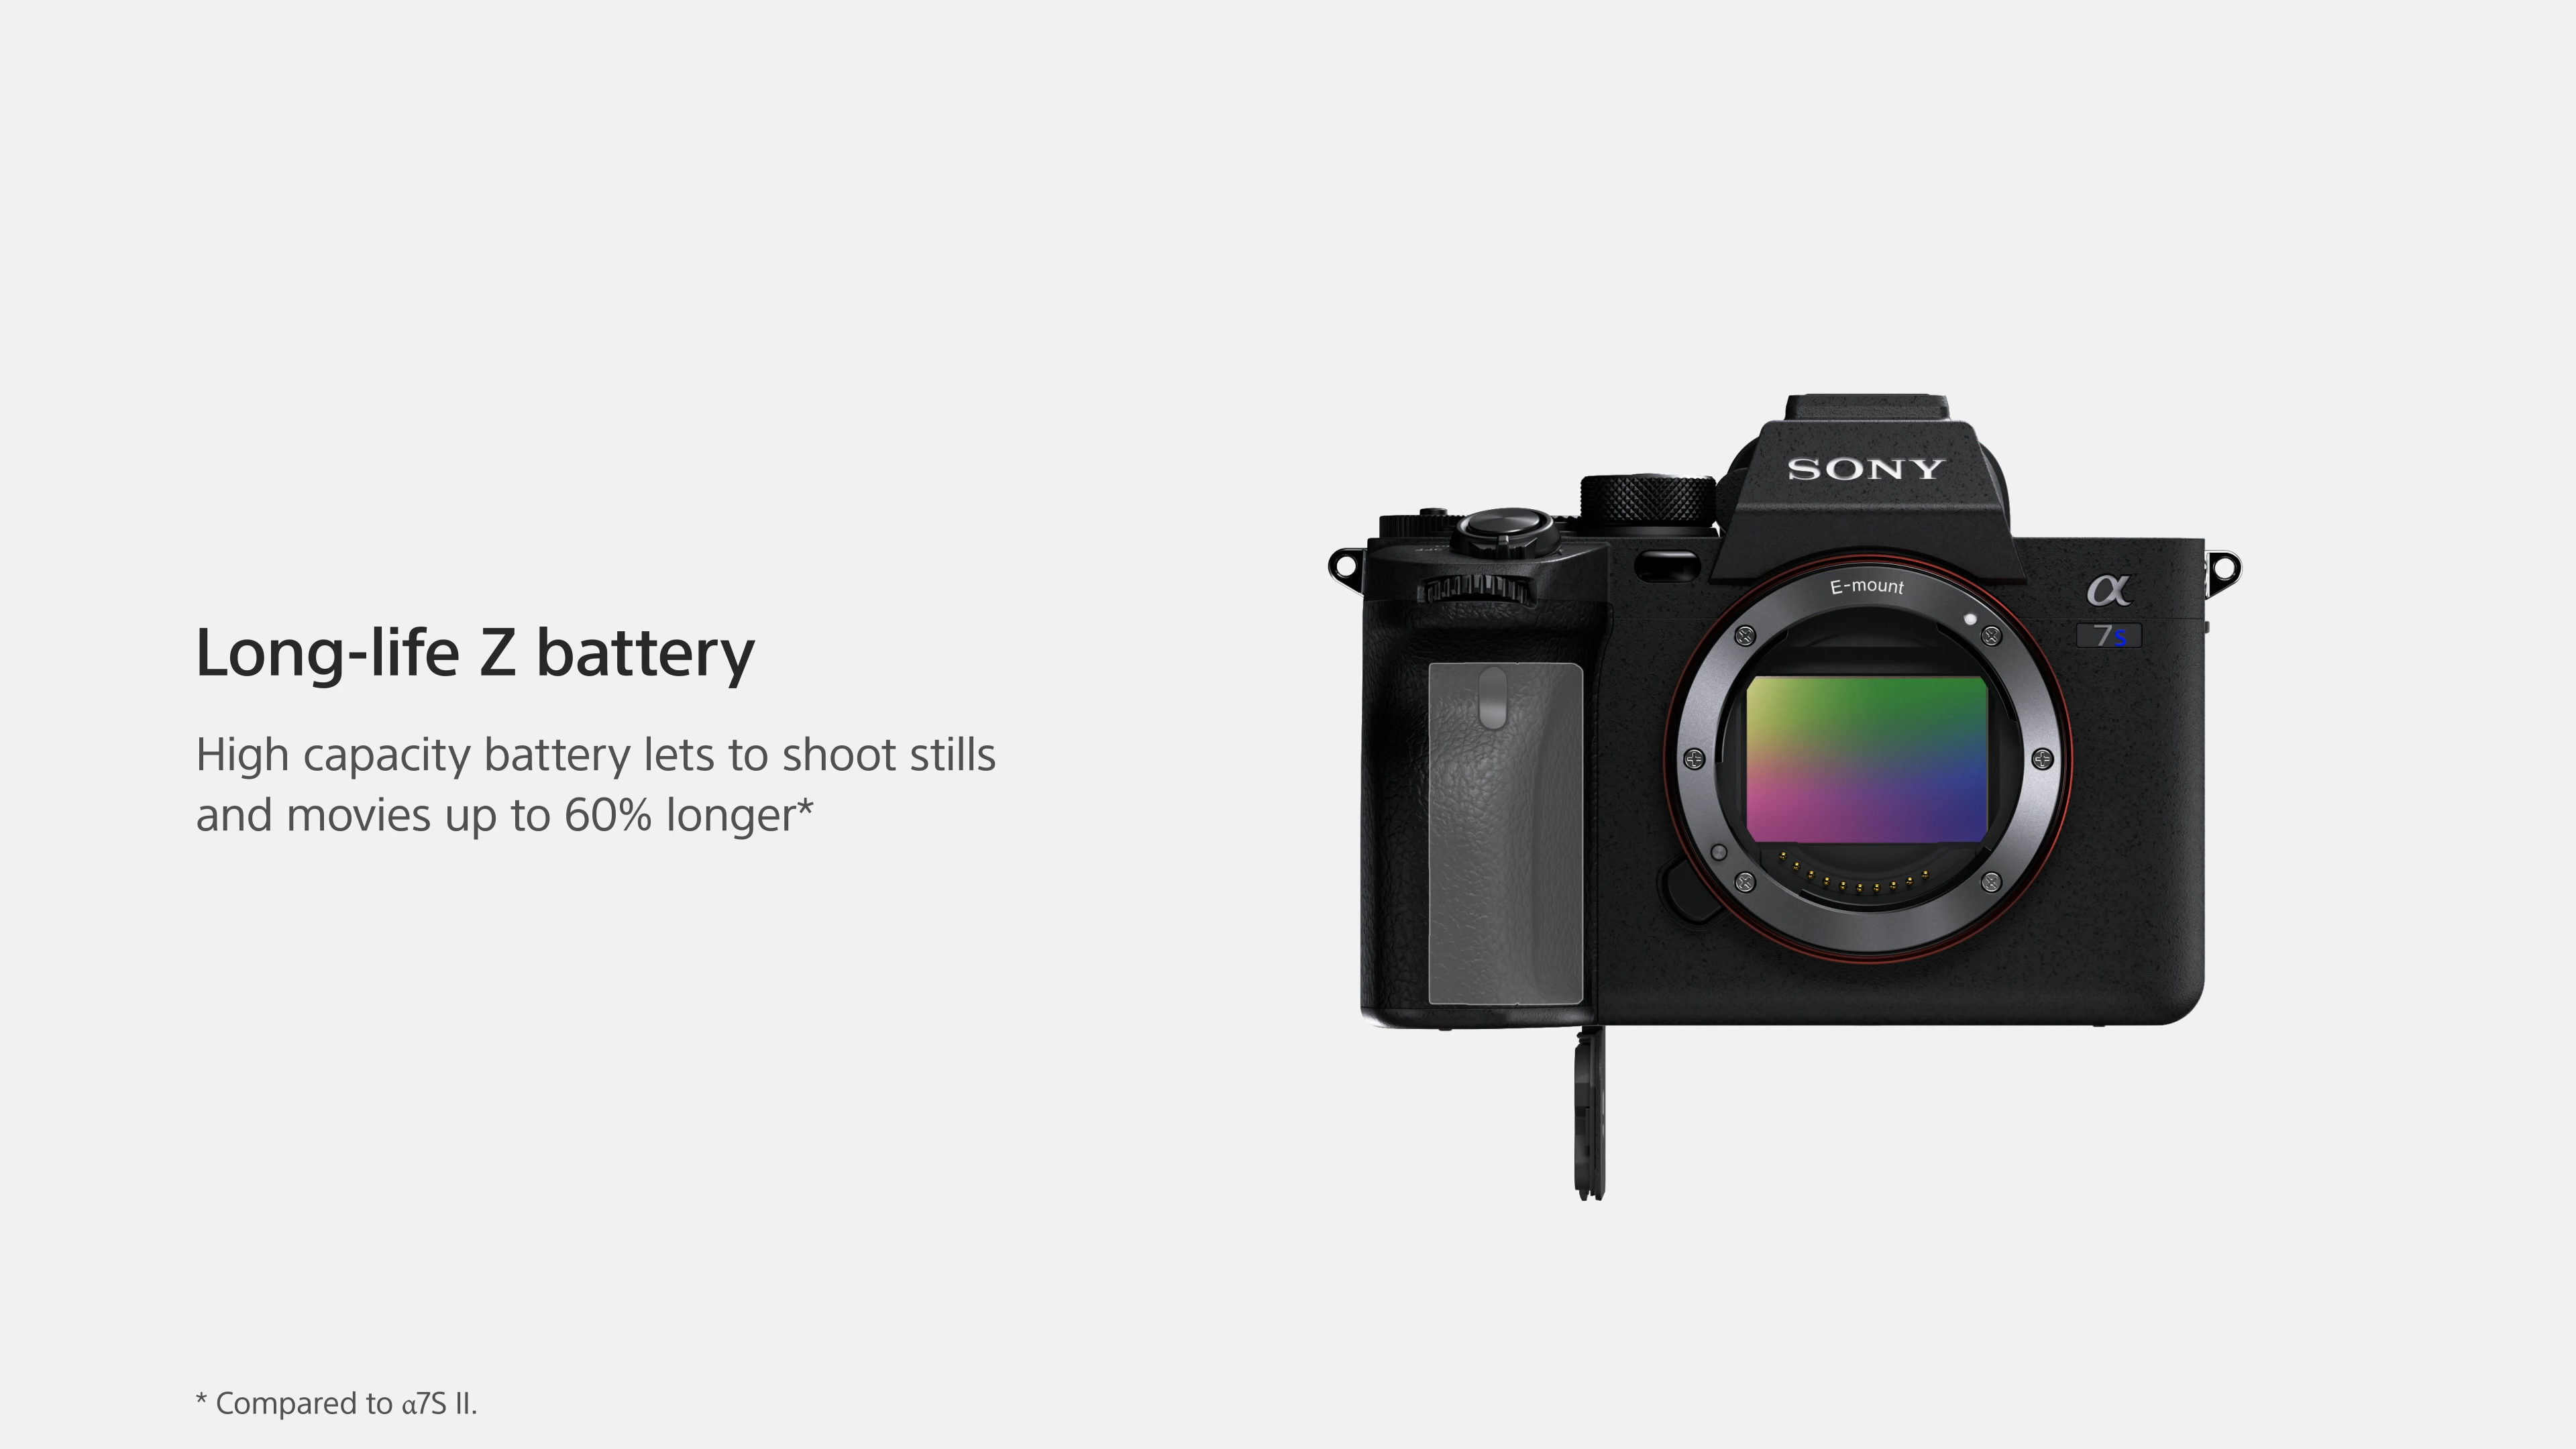 Long-life Z battery
High capacity battery lets to shoot stills
and movies up to 60% longer*
SONY
E-mount
α
7s
* Compared to α7S II.